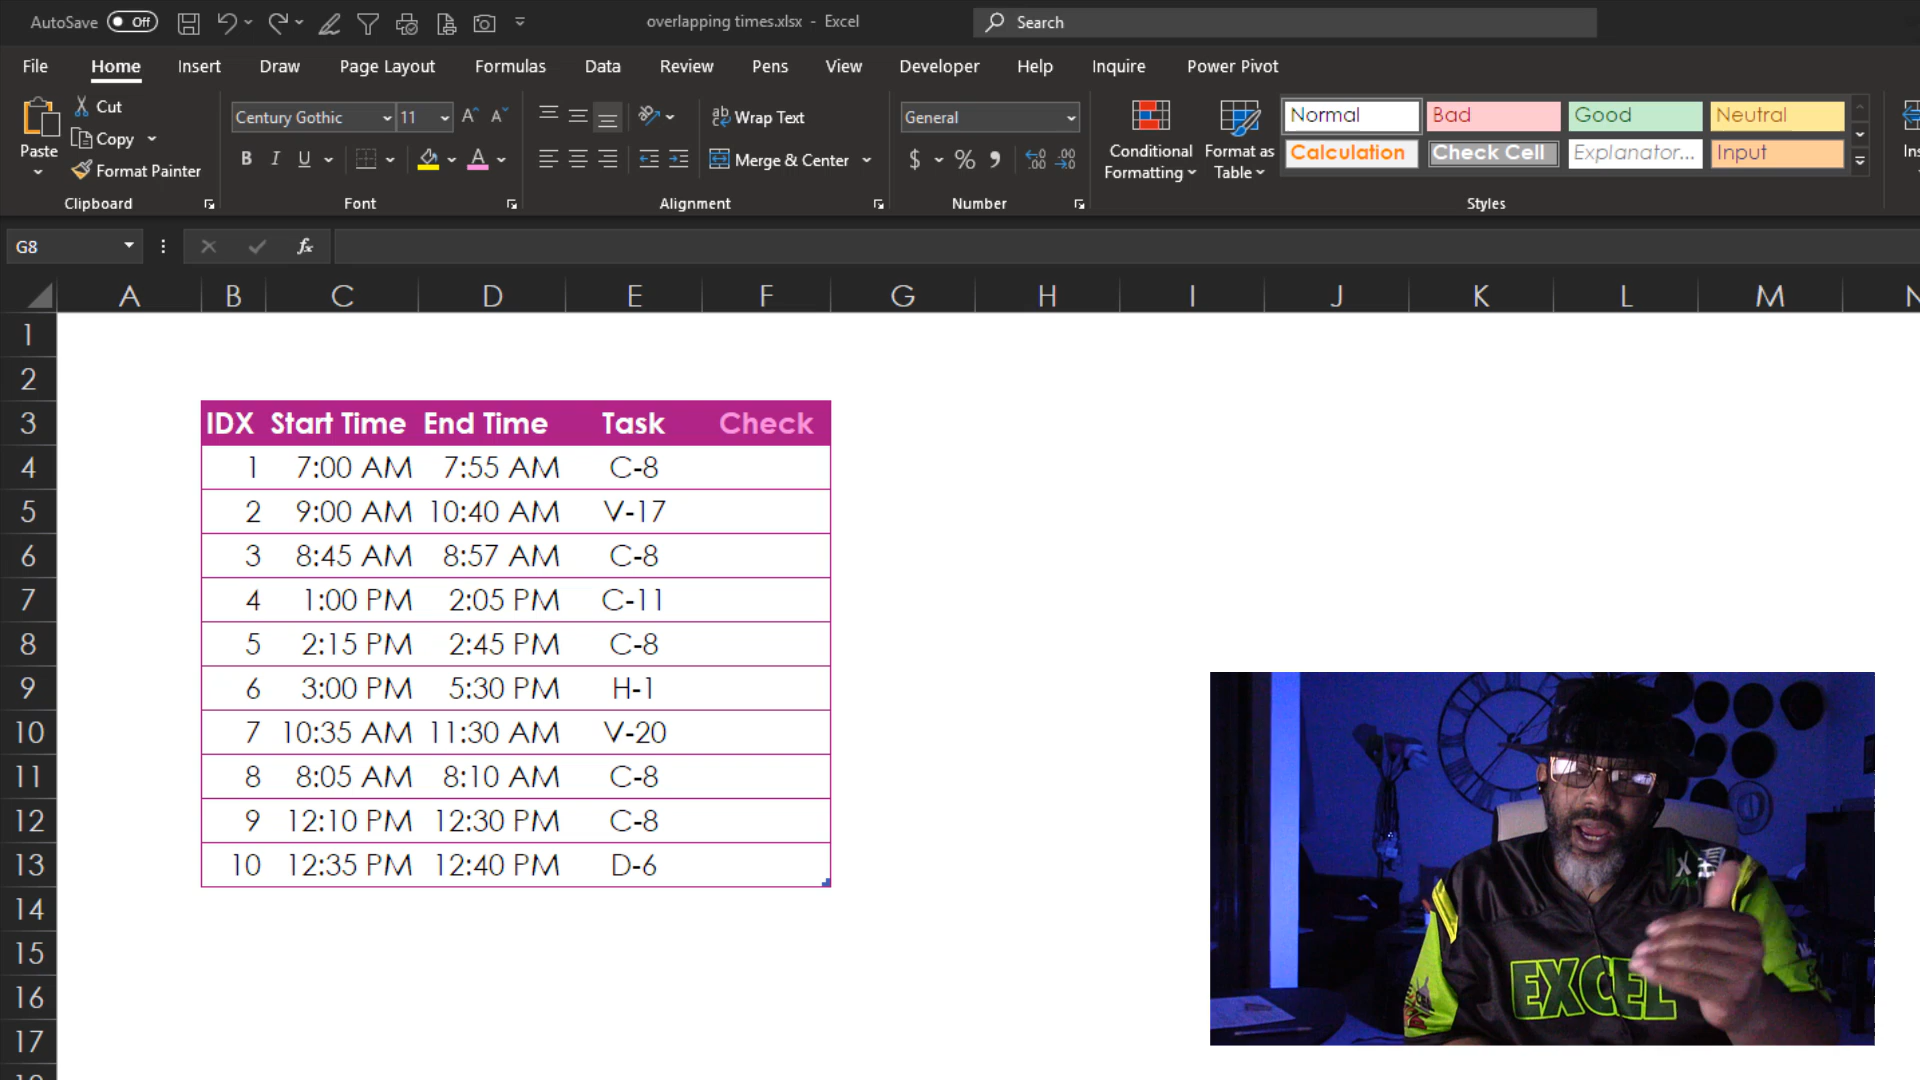 AutoSave Off overlapping times.xlsx - Excel Search
File Home Insert Draw Page Layout Formulas Data Review Pens View Developer Help Inquire Power Pivot
Paste Cut Copy Format Painter Clipboard
Century Gothic 11 A A B I U A Font
ab Wrap Text Merge & Center Alignment
General $ % 9 Number
Conditional Formatting Format as Table
Normal Bad Good Neutral
Calculation Check Cell Explanator... Input
Styles
G8 fx
A B C D E F G H I J K L M
1
2
3 IDX Start Time End Time Task Check
4 1 7:00 AM 7:55 AM C-8
5 2 9:00 AM 10:40 AM V-17
6 3 8:45 AM 8:57 AM C-8
7 4 1:00 PM 2:05 PM C-11
8 5 2:15 PM 2:45 PM C-8
9 6 3:00 PM 5:30 PM H-1
10 7 10:35 AM 11:30 AM V-20
11 8 8:05 AM 8:10 AM C-8
12 9 12:10 PM 12:30 PM C-8
13 10 12:35 PM 12:40 PM D-6
14
15
16
17
EXCEL